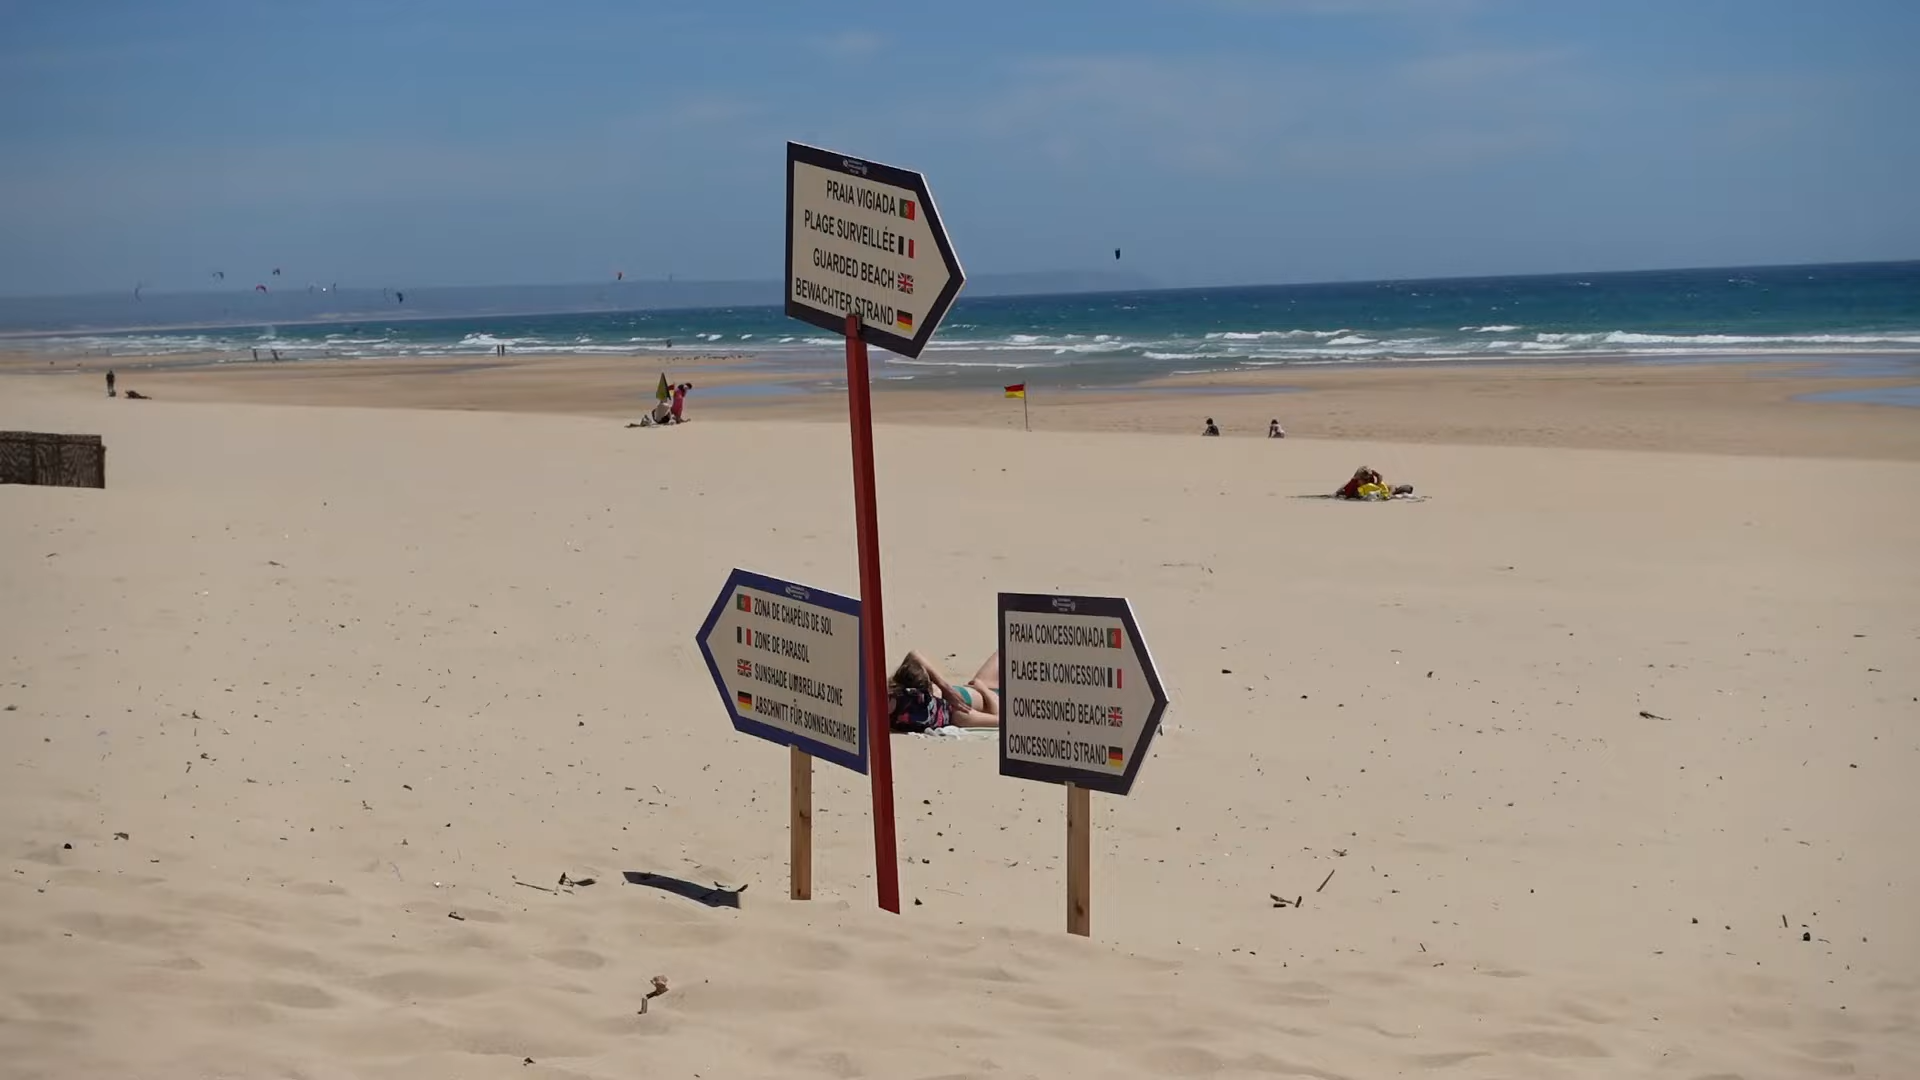 PRAIA VIGIADA
PLAGE SURVEILLÉE
GUARDED BEACH
BEWACHTER STRAND
ZONA DE CHAPÉUS DE SOL
ZONE DE PARASOL
SUNSHADE UMBRELLAS ZONE
ABSCHNITT FÜR SONNENSCHIRME
PRAIA CONCESSIONADA
PLAGE EN CONCESSION
CONCESSIONED BEACH
CONCESSIONED STRAND